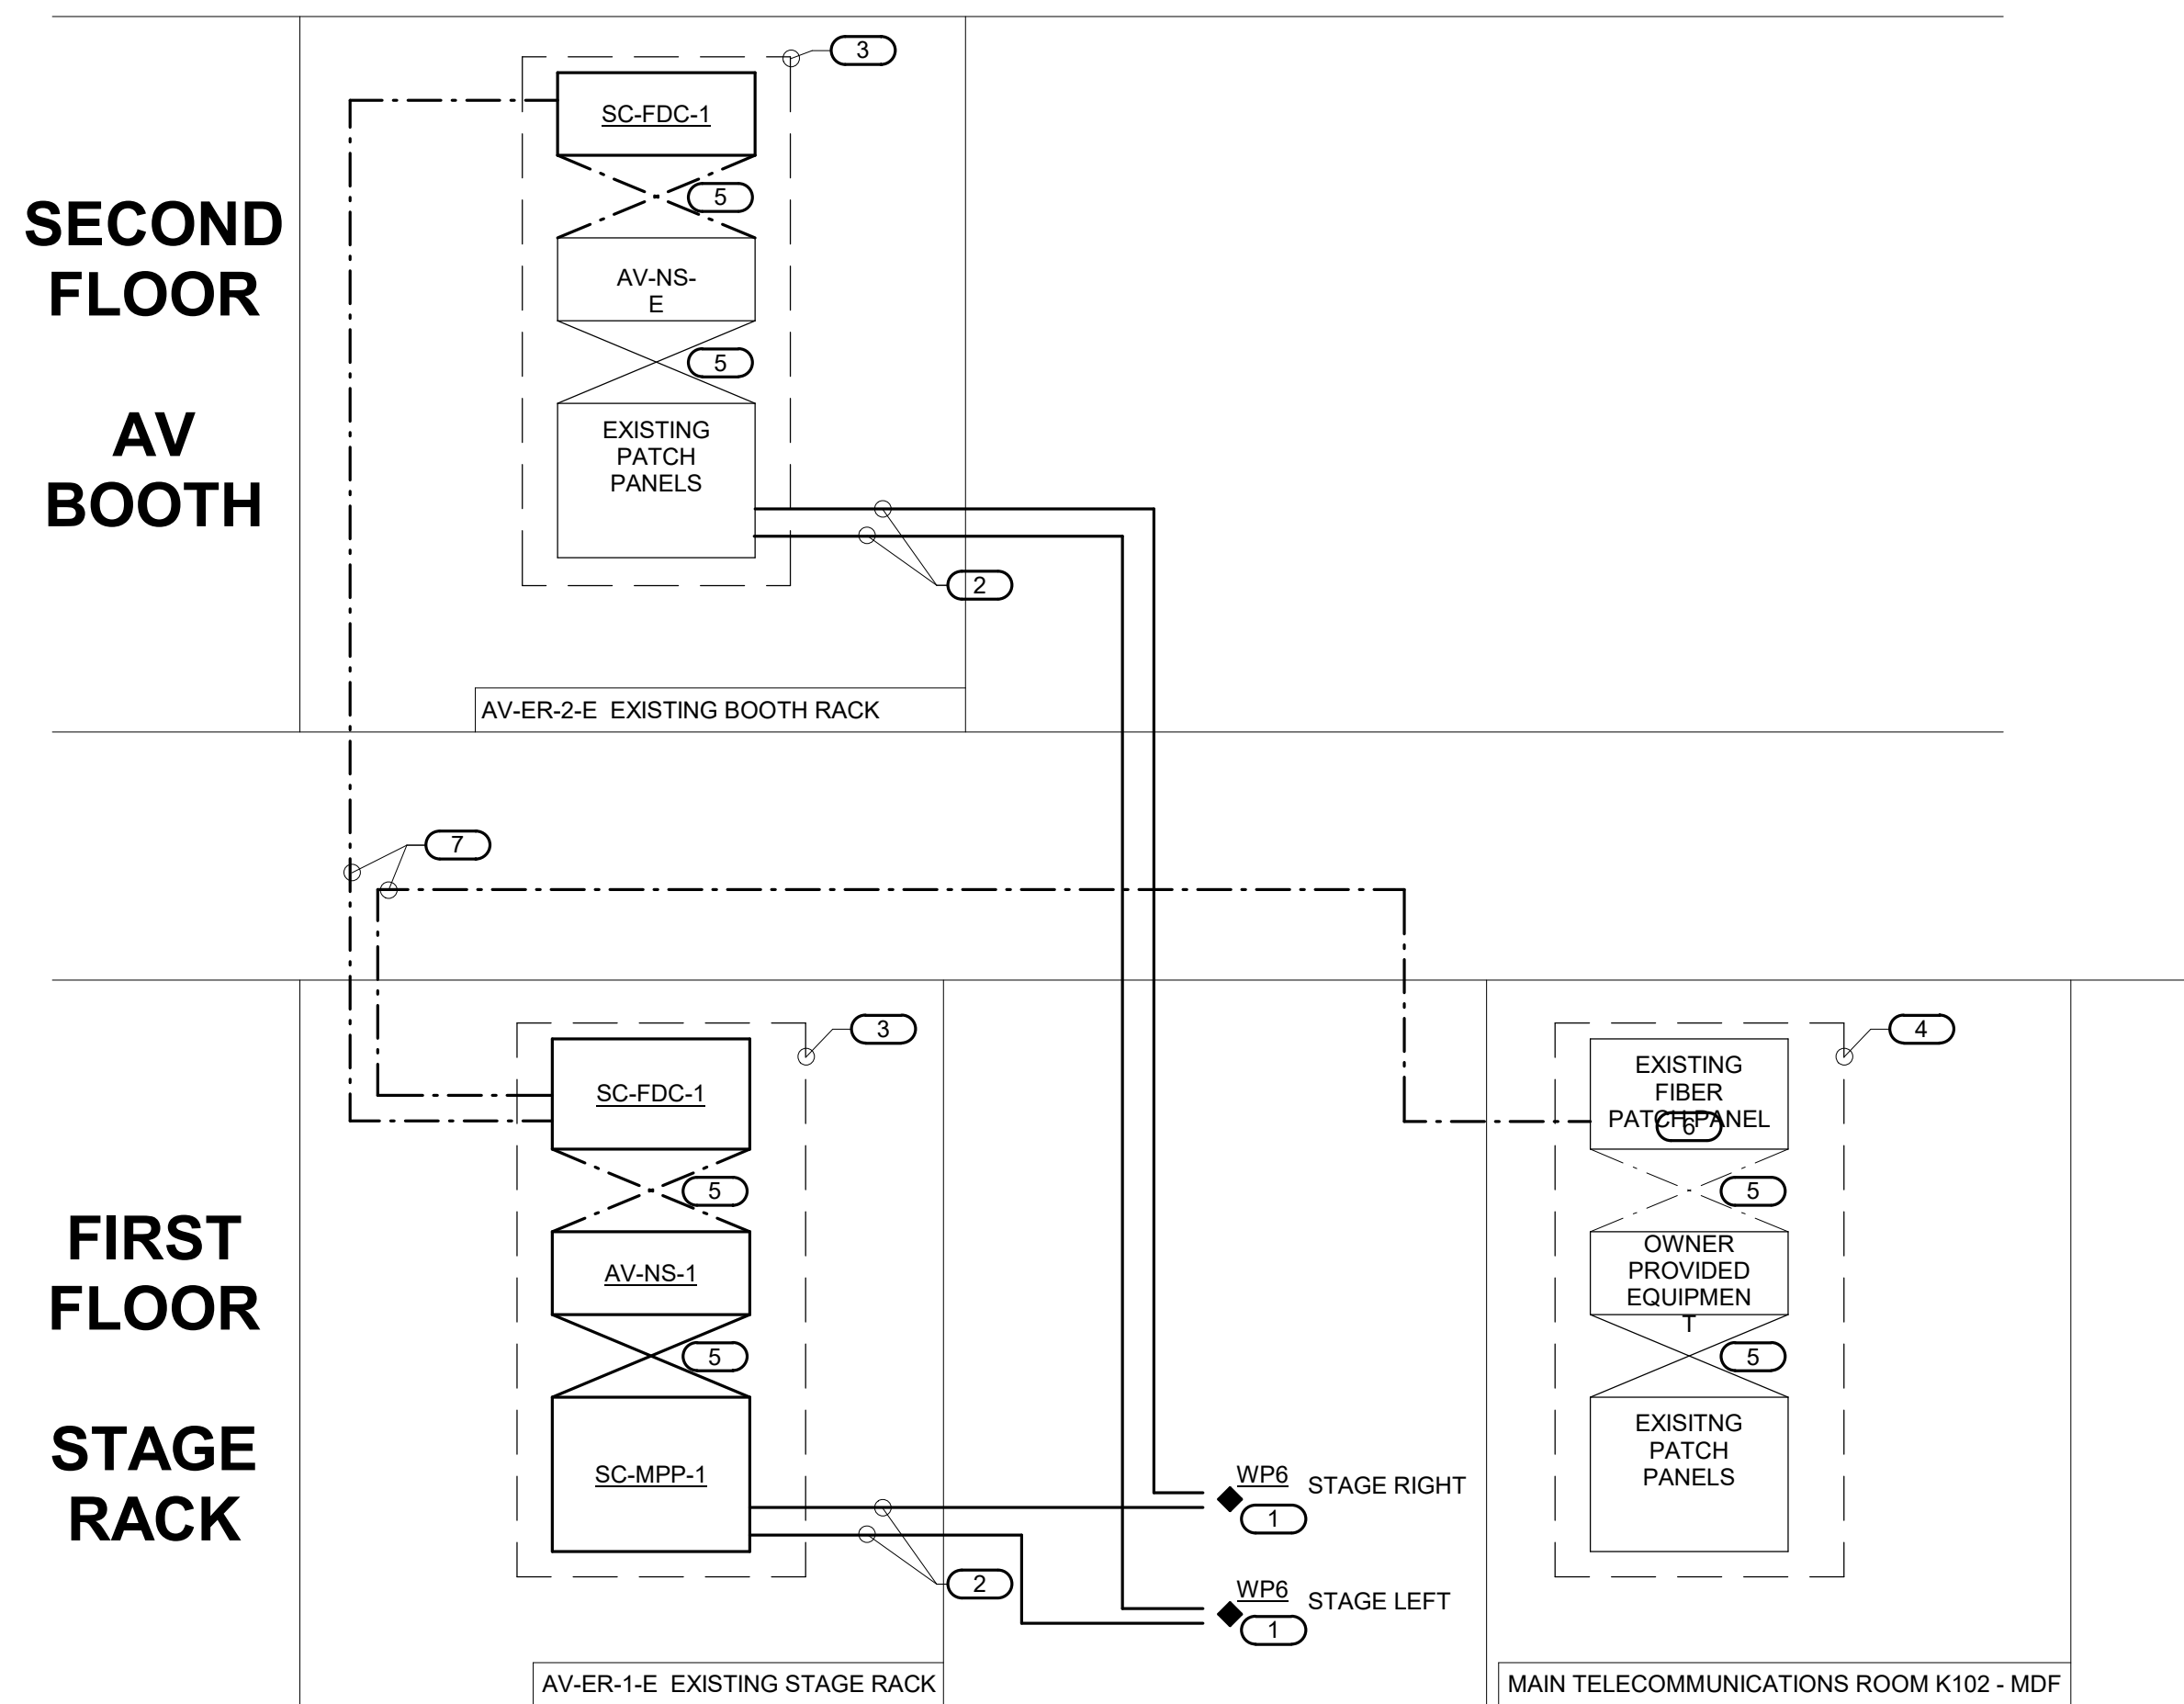 3
SC-FDC-1
5
SECOND
FLOOR
AV
BOOTH
AV-NS-
E
5
EXISTING
PATCH
PANELS
2
AV-ER-2-E  EXISTING BOOTH RACK
7
3
4
SC-FDC-1
EXISTING
FIBER
PATCH PANEL
6
5
5
FIRST
FLOOR
STAGE
RACK
AV-NS-1
OWNER
PROVIDED
EQUIPMEN
T
5
5
SC-MPP-1
EXISITNG
PATCH
PANELS
WP6 STAGE RIGHT
1
2
WP6 STAGE LEFT
1
AV-ER-1-E  EXISTING STAGE RACK
MAIN TELECOMMUNICATIONS ROOM K102 - MDF